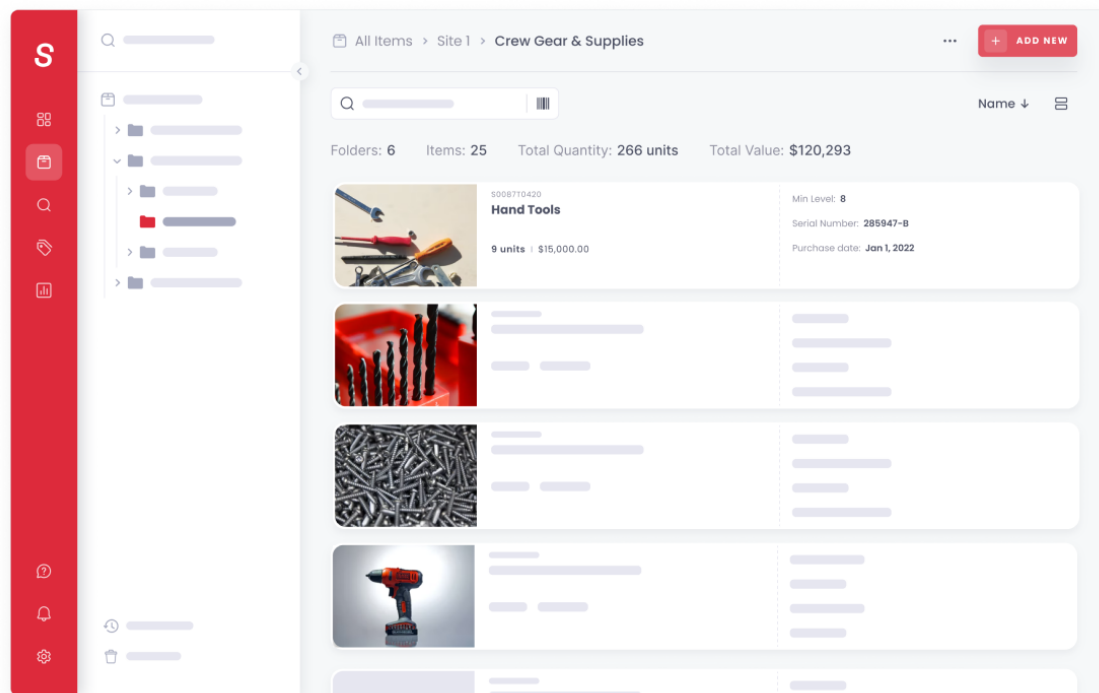 S
All Items > Site 1 > Crew Gear & Supplies
... + ADD NEW
Name ↓
Folders: 6 Items: 25 Total Quantity: 266 units Total Value: $120,293
S0087T0420
Hand Tools
9 units | $15,000.00
Min Level: 8
Serial Number: 285947-B
Purchase date: Jan 1, 2022